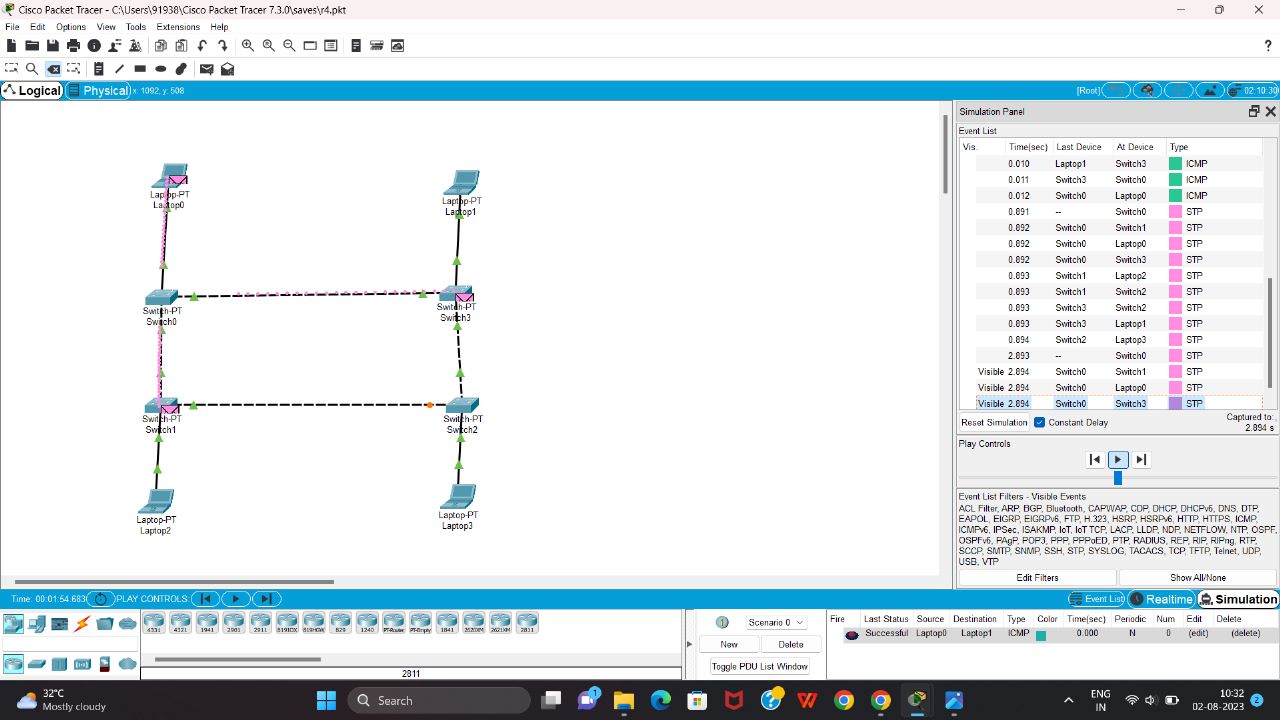 Cisco Packet Tracer - C:\Users\91938\Cisco Packet Tracer 7.3.0\saves\r4.pkt
File Edit Options View Tools Extensions Help
?
Logical Physical x: 1092, y: 508 [Root] 02:10:30
Simulation Panel
Event List
Vis. Time(sec) Last Device At Device Type
0.010 Laptop1 Switch3 ICMP
0.011 Switch3 Switch0 ICMP
0.012 Switch0 Laptop0 ICMP
0.891 -- Switch0 STP
0.892 Switch0 Switch1 STP
0.892 Switch0 Laptop0 STP
0.892 Switch0 Switch3 STP
0.893 Switch1 Laptop2 STP
0.893 Switch1 Switch2 STP
0.893 Switch3 Switch2 STP
0.893 Switch3 Laptop1 STP
0.894 Switch2 Laptop3 STP
2.893 -- Switch0 STP
Visible 2.894 Switch0 Switch1 STP
Visible 2.894 Switch0 Laptop0 STP
Visible 2.894 Switch0 Switch3 STP
Reset Simulation Constant Delay Captured to:
2.894 s
Play Controls
Event List Filters - Visible Events
ACL Filter, ARP, BGP, Bluetooth, CAPWAP, CDP, DHCP, DHCPv6, DNS, DTP,
EAPOL, EIGRP, EIGRPv6, FTP, H.323, HSRP, HSRPv6, HTTP, HTTPS, ICMP,
ICMPv6, IPSec, ISAKMP, IoT, IoT TCP, LACP, LLDP, NDP, NETFLOW, NTP, OSPF,
OSPFv6, PAgP, POP3, PPP, PPPoED, PTP, RADIUS, REP, RIP, RIPng, RTP,
SCCP, SMTP, SNMP, SSH, STP, SYSLOG, TACACS, TCP, TFTP, Telnet, UDP,
USB, VTP
Edit Filters Show All/None
Laptop-PT
Laptop0
Laptop-PT
Laptop1
Switch-PT
Switch0
Switch-PT
Switch3
Switch-PT
Switch1
Switch-PT
Switch2
Laptop-PT
Laptop2
Laptop-PT
Laptop3
Time: 00:01:54.683 PLAY CONTROLS: Event List Realtime Simulation
4331 4321 1941 2901 2911 819IOX 819HGW 829 1240 PT-Router PT-Empty 1841 2620XM 2621XM 2811
2811
Scenario 0
New Delete
Toggle PDU List Window
Fire Last Status Source Destination Type Color Time(sec) Periodic Num Edit Delete
Successful Laptop0 Laptop1 ICMP 0.000 N 0 (edit) (delete)
32°C
Mostly cloudy
Search
1
ENG
IN
10:32
02-08-2023
2